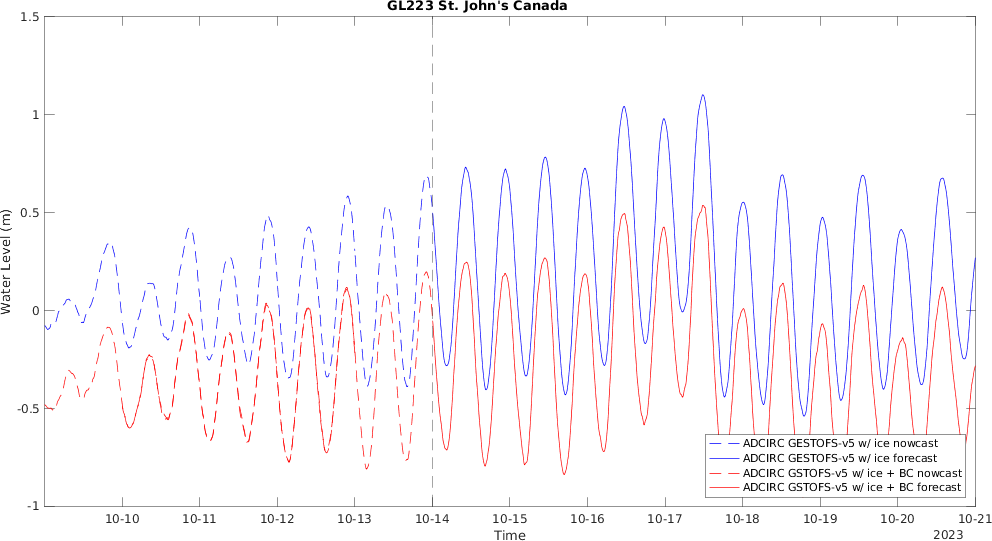 GL223 St. John's Canada
1.5
1
0.5
0
-0.5
-1
Water Level (m)
10-10 10-11 10-12 10-13 10-14 10-15 10-16 10-17 10-18 10-19 10-20 10-21
Time
2023
ADCIRC GESTOFS-v5 w/ ice nowcast
ADCIRC GESTOFS-v5 w/ ice forecast
ADCIRC GSTOFS-v5 w/ ice + BC nowcast
ADCIRC GSTOFS-v5 w/ ice + BC forecast